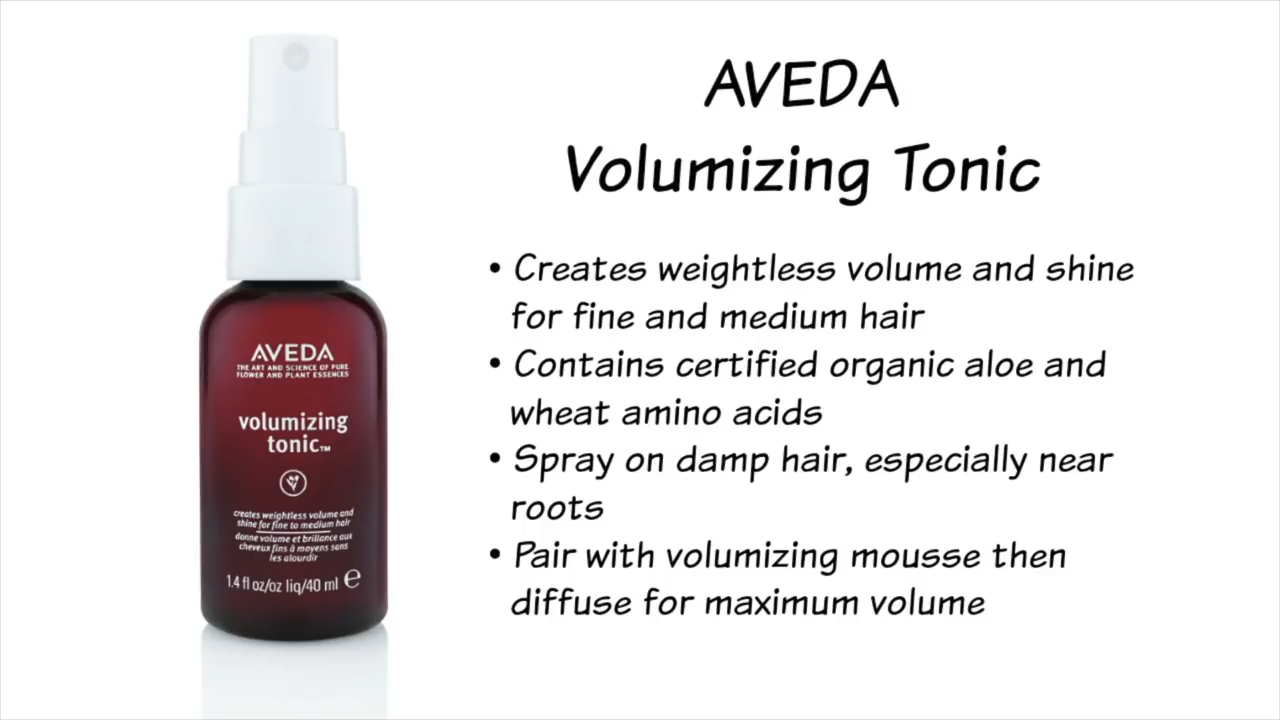 AVEDA
THE ART AND SCIENCE OF PURE
FLOWER AND PLANT ESSENCES
volumizing
tonic™
creates weightless volume and
shine for fine to medium hair
donne volume et brillance aux
cheveux fins à moyens sans
les alourdir
1.4 fl oz/oz liq/40 ml ℮
AVEDA
Volumizing Tonic
• Creates weightless volume and shine
for fine and medium hair
• Contains certified organic aloe and
wheat amino acids
• Spray on damp hair, especially near
roots
• Pair with volumizing mousse then
diffuse for maximum volume